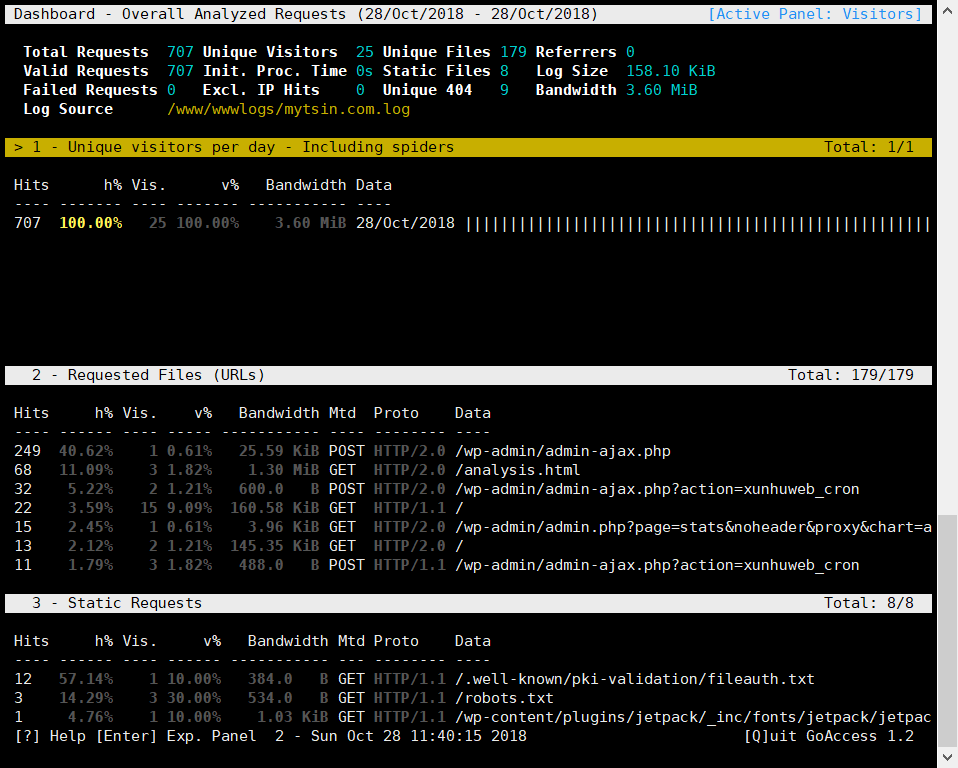 Dashboard - Overall Analyzed Requests (28/Oct/2018 - 28/Oct/2018) [Active Panel: Visitors]
Total Requests 707 Unique Visitors 25 Unique Files 179 Referrers 0
Valid Requests 707 Init. Proc. Time 0s Static Files 8 Log Size 158.10 KiB
Failed Requests 0 Excl. IP Hits 0 Unique 404 9 Bandwidth 3.60 MiB
Log Source /www/wwwlogs/mytsin.com.log
> 1 - Unique visitors per day - Including spiders Total: 1/1
Hits h% Vis. v% Bandwidth Data
---- ------- ---- ------- ----------- ----
707 100.00% 25 100.00% 3.60 MiB 28/Oct/2018 ||||||||||||||||||||||||||||||||||||||||||||||||||||
2 - Requested Files (URLs) Total: 179/179
Hits h% Vis. v% Bandwidth Mtd Proto Data
---- ------ ---- ----- ----------- ---- -------- ----
249 40.62% 1 0.61% 25.59 KiB POST HTTP/2.0 /wp-admin/admin-ajax.php
68 11.09% 3 1.82% 1.30 MiB GET HTTP/2.0 /analysis.html
32 5.22% 2 1.21% 600.0 B POST HTTP/2.0 /wp-admin/admin-ajax.php?action=xunhuweb_cron
22 3.59% 15 9.09% 160.58 KiB GET HTTP/1.1 /
15 2.45% 1 0.61% 3.96 KiB GET HTTP/2.0 /wp-admin/admin.php?page=stats&noheader&proxy&chart=a
13 2.12% 2 1.21% 145.35 KiB GET HTTP/2.0 /
11 1.79% 3 1.82% 488.0 B POST HTTP/1.1 /wp-admin/admin-ajax.php?action=xunhuweb_cron
3 - Static Requests Total: 8/8
Hits h% Vis. v% Bandwidth Mtd Proto Data
---- ------ ---- ------ ----------- --- -------- ----
12 57.14% 1 10.00% 384.0 B GET HTTP/1.1 /.well-known/pki-validation/fileauth.txt
3 14.29% 3 30.00% 534.0 B GET HTTP/1.1 /robots.txt
1 4.76% 1 10.00% 1.03 KiB GET HTTP/1.1 /wp-content/plugins/jetpack/_inc/fonts/jetpack/jetpac
[?] Help [Enter] Exp. Panel 2 - Sun Oct 28 11:40:15 2018 [Q]uit GoAccess 1.2